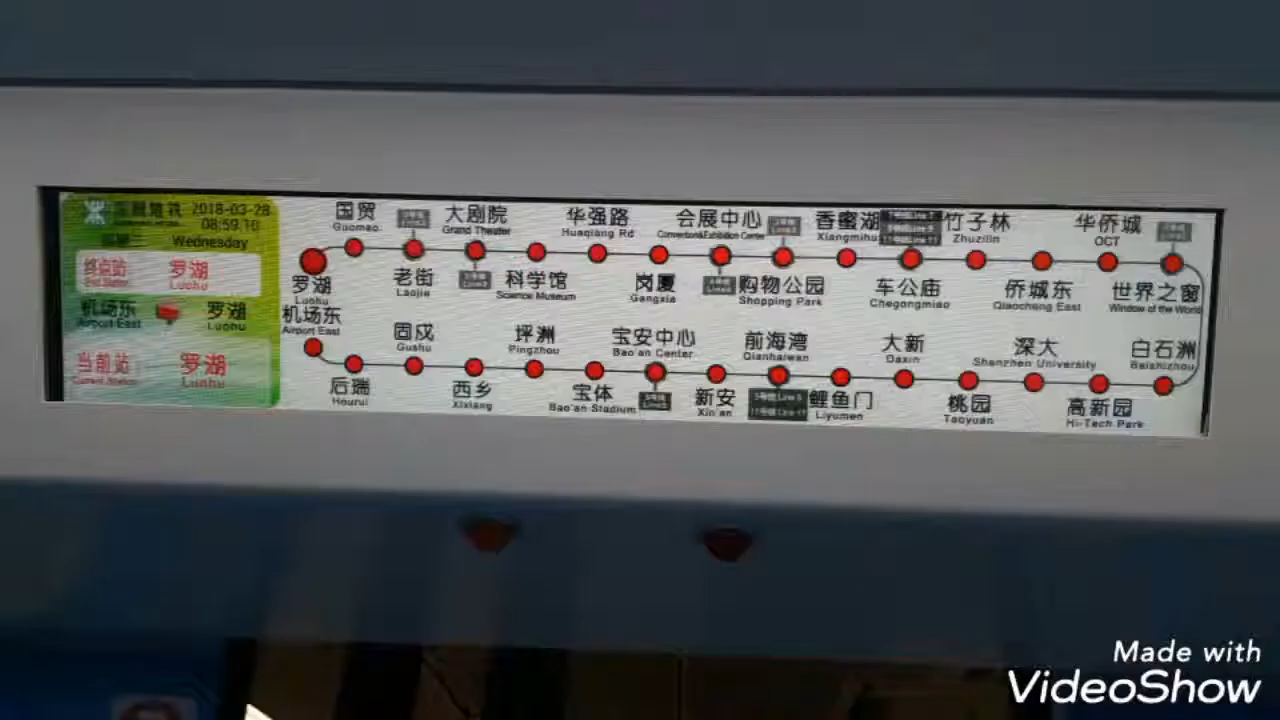 2018-03-28
08:59:10
Wednesday
终点站 罗湖
End Station Luohu
机场东 罗湖
Airport East Luohu
当前站 罗湖
Current Station Luohu
国贸
Guomao
大剧院
Grand Theater
华强路
Huaqiang Rd
会展中心
Convention&Exhibition Center
香蜜湖
Xiangmihu
竹子林
Zhuzilin
华侨城
OCT
罗湖
Luohu
老街
Laojie
科学馆
Science Museum
岗厦
Gangxia
购物公园
Shopping Park
车公庙
Chegongmiao
侨城东
Qiaocheng East
世界之窗
Window of the World
机场东
Airport East
固戍
Gushu
坪洲
Pingzhou
宝安中心
Bao'an Center
前海湾
Qianhaiwan
大新
Daxin
深大
Shenzhen University
白石洲
Baishizhou
后瑞
Hourui
西乡
Xixiang
宝体
Bao'an Stadium
新安
Xin'an
鲤鱼门
Liyumen
桃园
Taoyuan
高新园
Hi-Tech Park
Made with
VideoShow